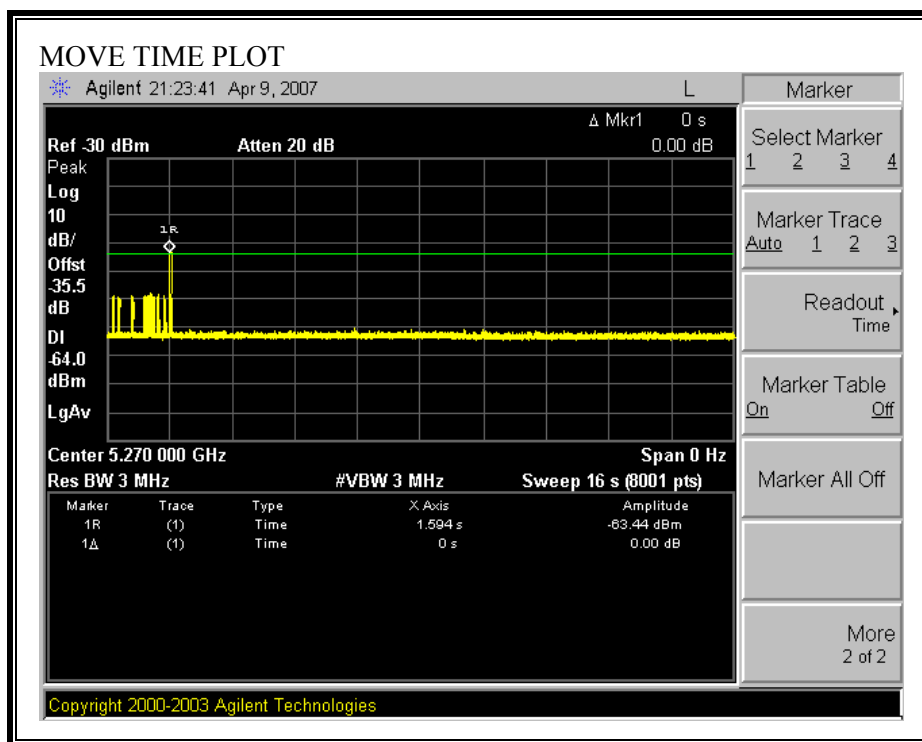 MOVE TIME PLOT
Agilent 21:23:41 Apr 9, 2007 L
Δ Mkr1 0 s
Ref -30 dBm Atten 20 dB 0.00 dB
Peak
Log
10
dB/
Offst
-35.5
dB
DI
-64.0
dBm
LgAv
1R
Center 5.270 000 GHz Span 0 Hz
Res BW 3 MHz #VBW 3 MHz Sweep 16 s (8001 pts)
Marker Trace Type X Axis Amplitude
1R (1) Time 1.594 s -63.44 dBm
1Δ (1) Time 0 s 0.00 dB
Copyright 2000-2003 Agilent Technologies
Marker
Select Marker
1 2 3 4
Marker Trace
Auto 1 2 3
Readout
Time
Marker Table
On Off
Marker All Off
More
2 of 2